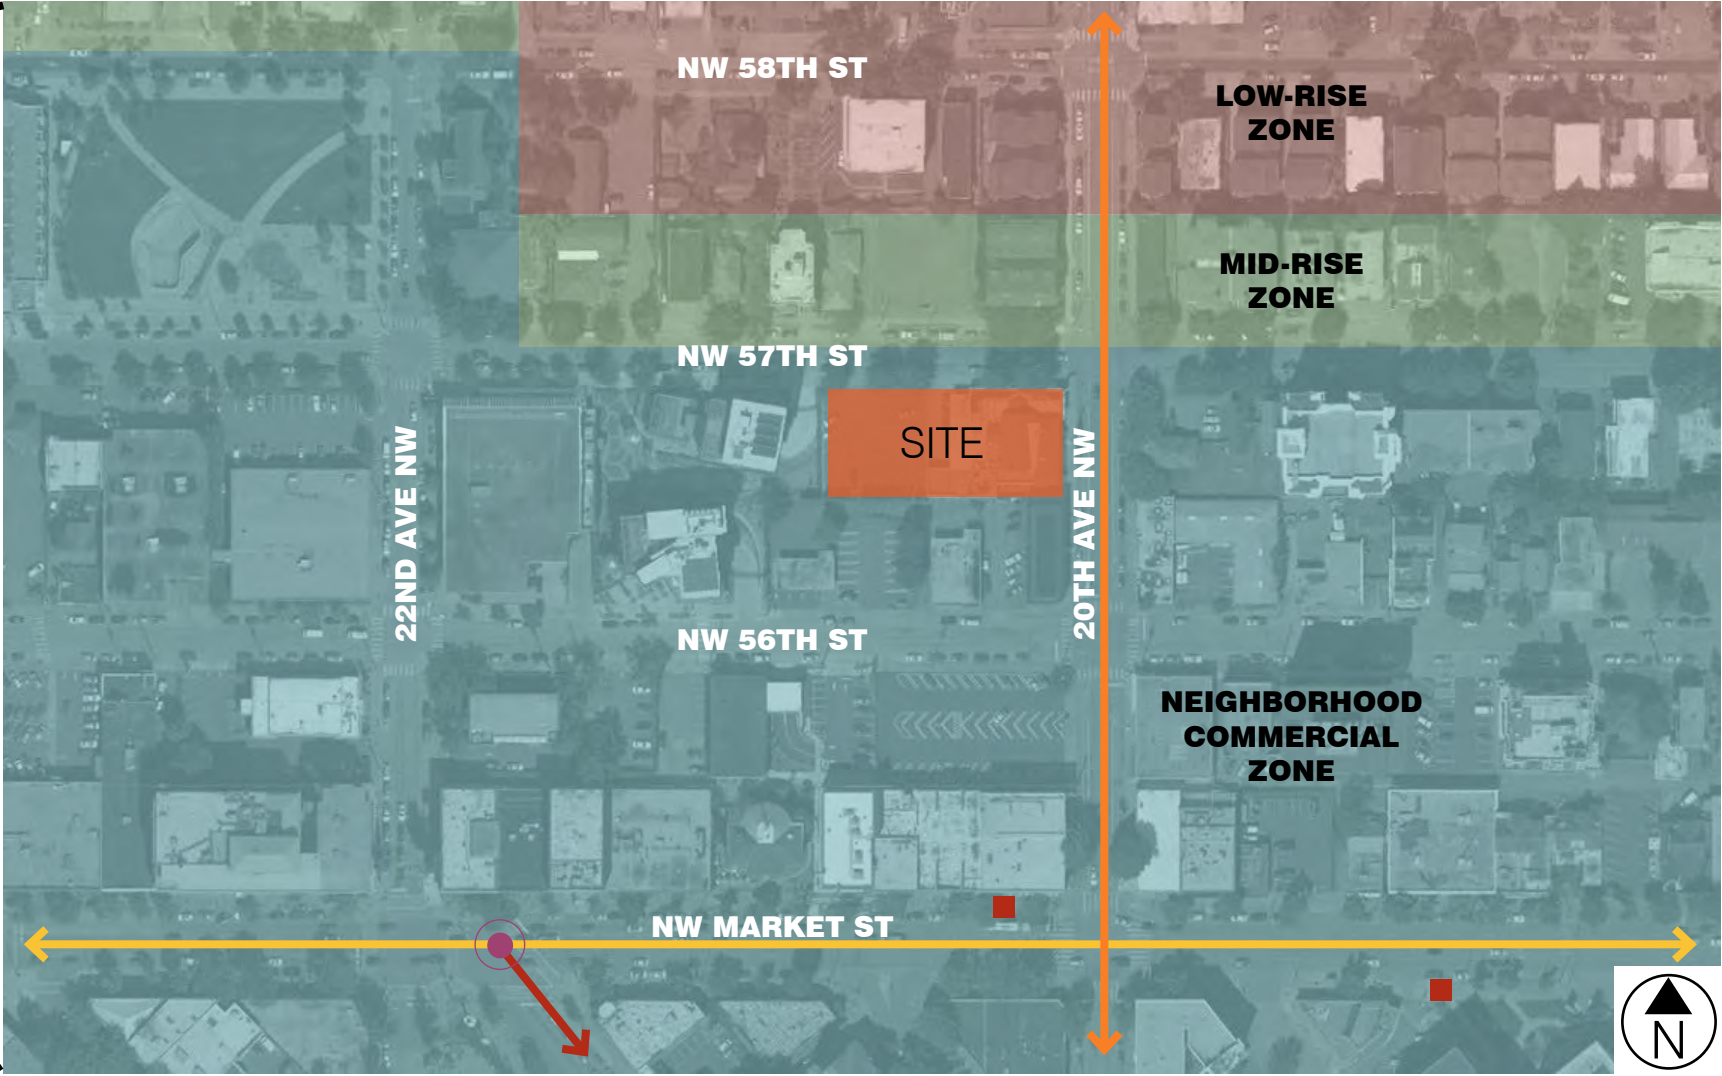 NW 58TH ST
LOW-RISE
ZONE
MID-RISE
ZONE
NW 57TH ST
SITE
22ND AVE NW
20TH AVE NW
NW 56TH ST
NEIGHBORHOOD
COMMERCIAL
ZONE
NW MARKET ST
N